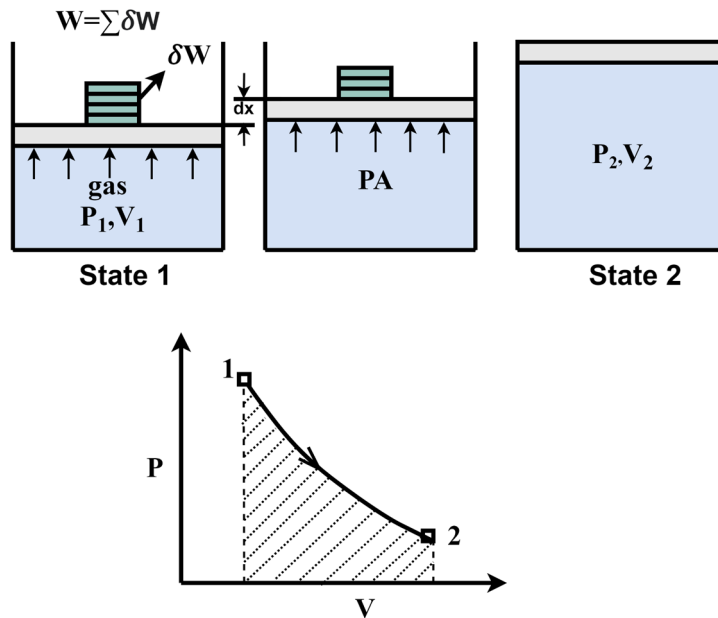 W=∑δW
δW
dx
gas
P₁,V₁
PA
P₂,V₂
State 1
State 2
1
P
2
V